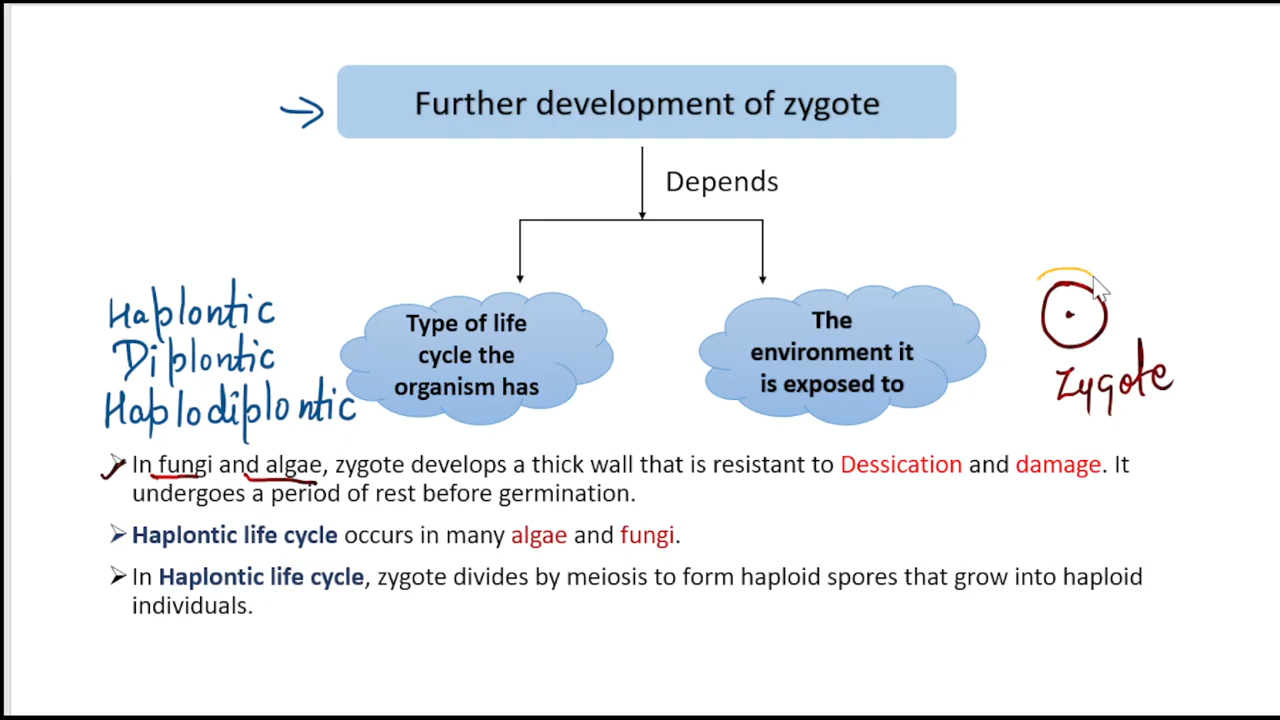 Further development of zygote
Depends
Haplontic
Diplontic
Haplodiplontic
Type of life
cycle the
organism has
The
environment it
is exposed to
Zygote
In fungi and algae, zygote develops a thick wall that is resistant to Dessication and damage. It
undergoes a period of rest before germination.
Haplontic life cycle occurs in many algae and fungi.
In Haplontic life cycle, zygote divides by meiosis to form haploid spores that grow into haploid
individuals.